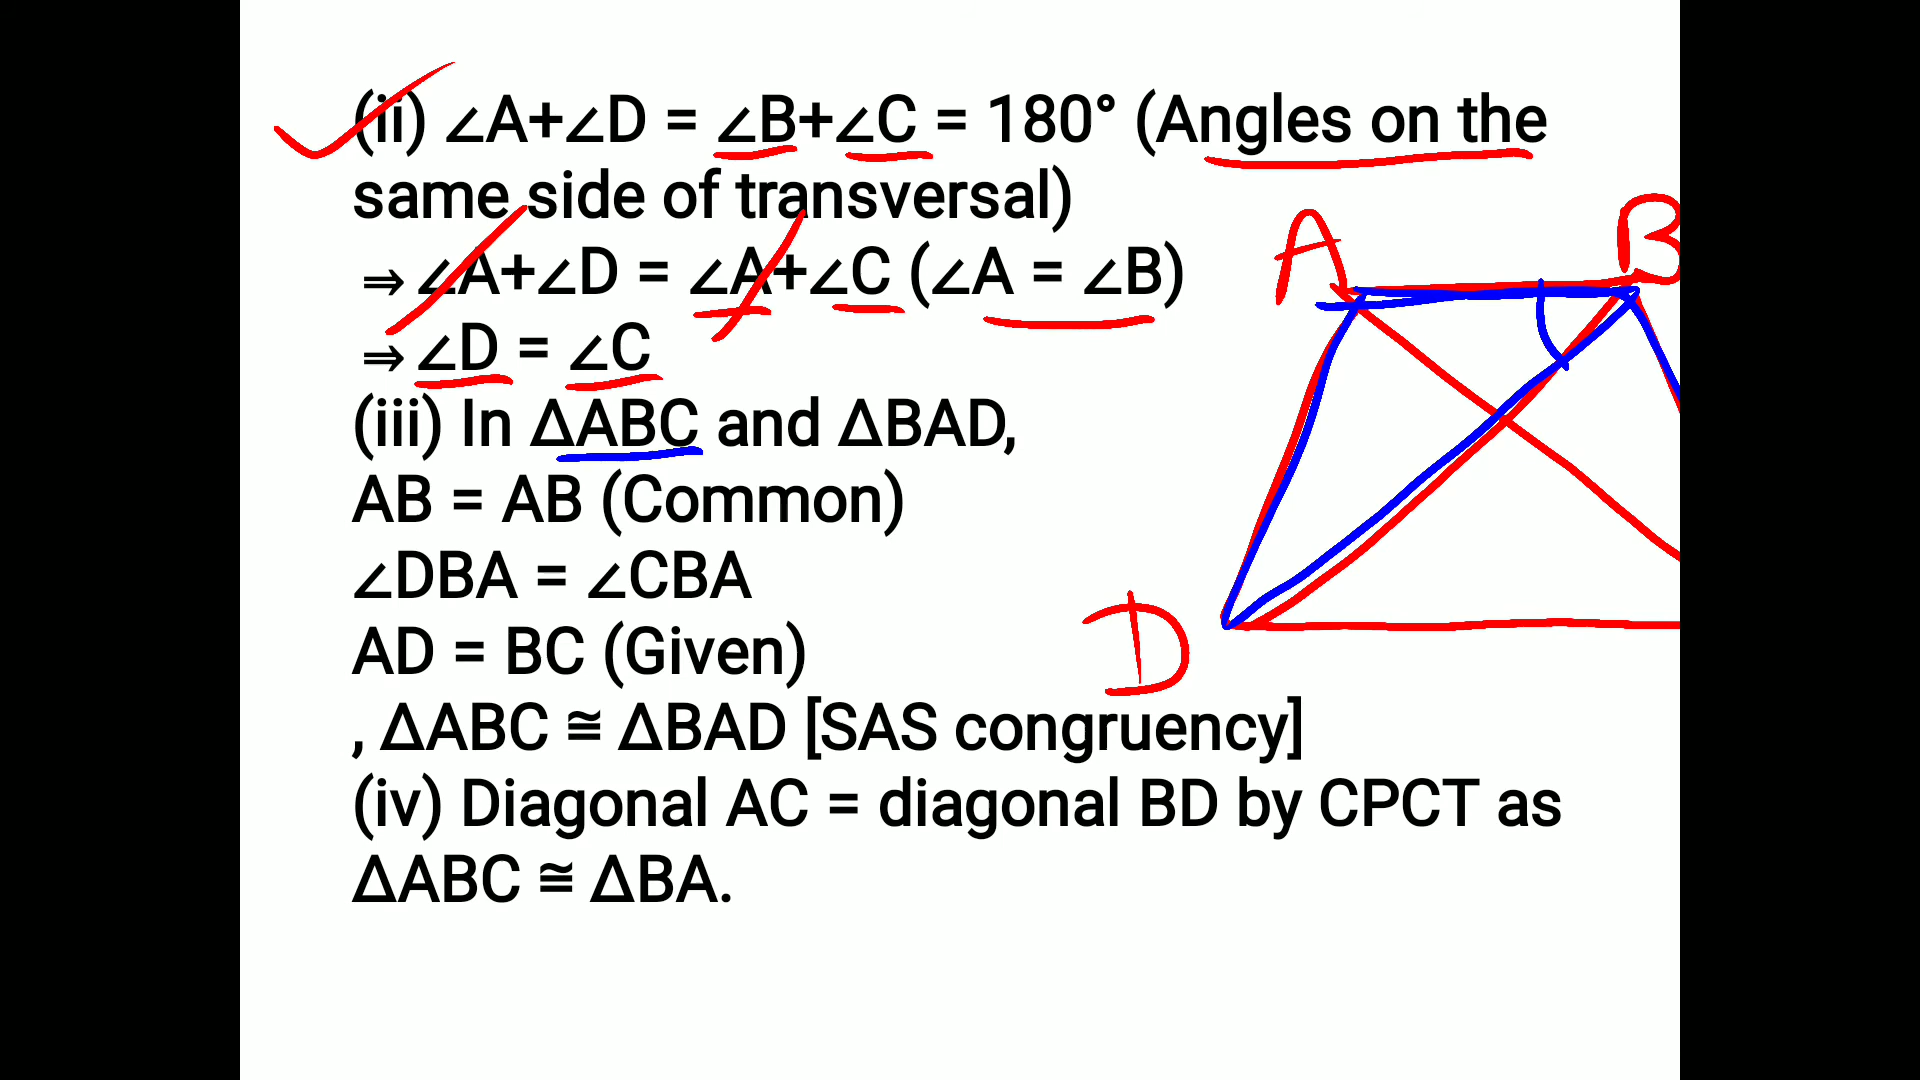 (ii) ∠A+∠D = ∠B+∠C = 180° (Angles on the
same side of transversal)
⇒ ∠A+∠D = ∠A+∠C (∠A = ∠B)
⇒ ∠D = ∠C
(iii) In ΔABC and ΔBAD,
AB = AB (Common)
∠DBA = ∠CBA
AD = BC (Given)
, ΔABC ≅ ΔBAD [SAS congruency]
(iv) Diagonal AC = diagonal BD by CPCT as
ΔABC ≅ ΔBA.
A B
D